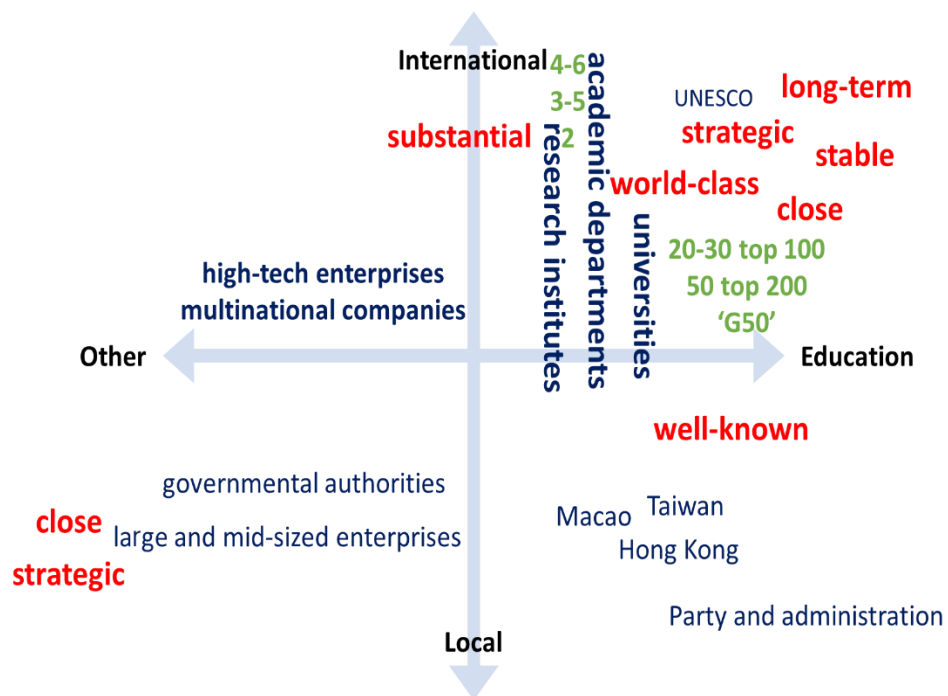 International
4-6
3-5
2
substantial
research institutes
academic departments
universities
UNESCO
long-term
strategic
stable
world-class
close
20-30 top 100
50 top 200
‘G50’
high-tech enterprises
multinational companies
Other
Education
well-known
governmental authorities
close
large and mid-sized enterprises
strategic
Macao
Taiwan
Hong Kong
Party and administration
Local